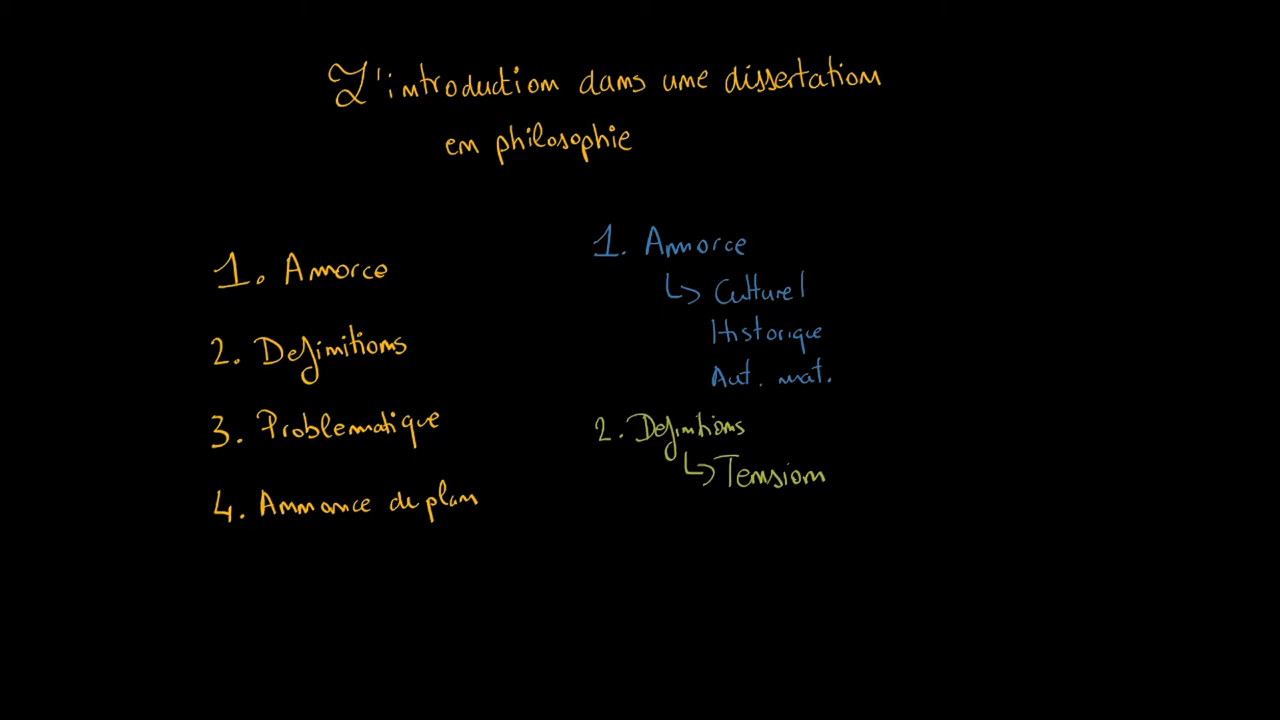 L'introduction dans une dissertation
en philosophie
1. Amorce
2. Definitions
3. Problematique
4. Annonce de plan
1. Amorce
↳ Culturel
Historique
Aut. mat.
2. Definitions
↳ Tension